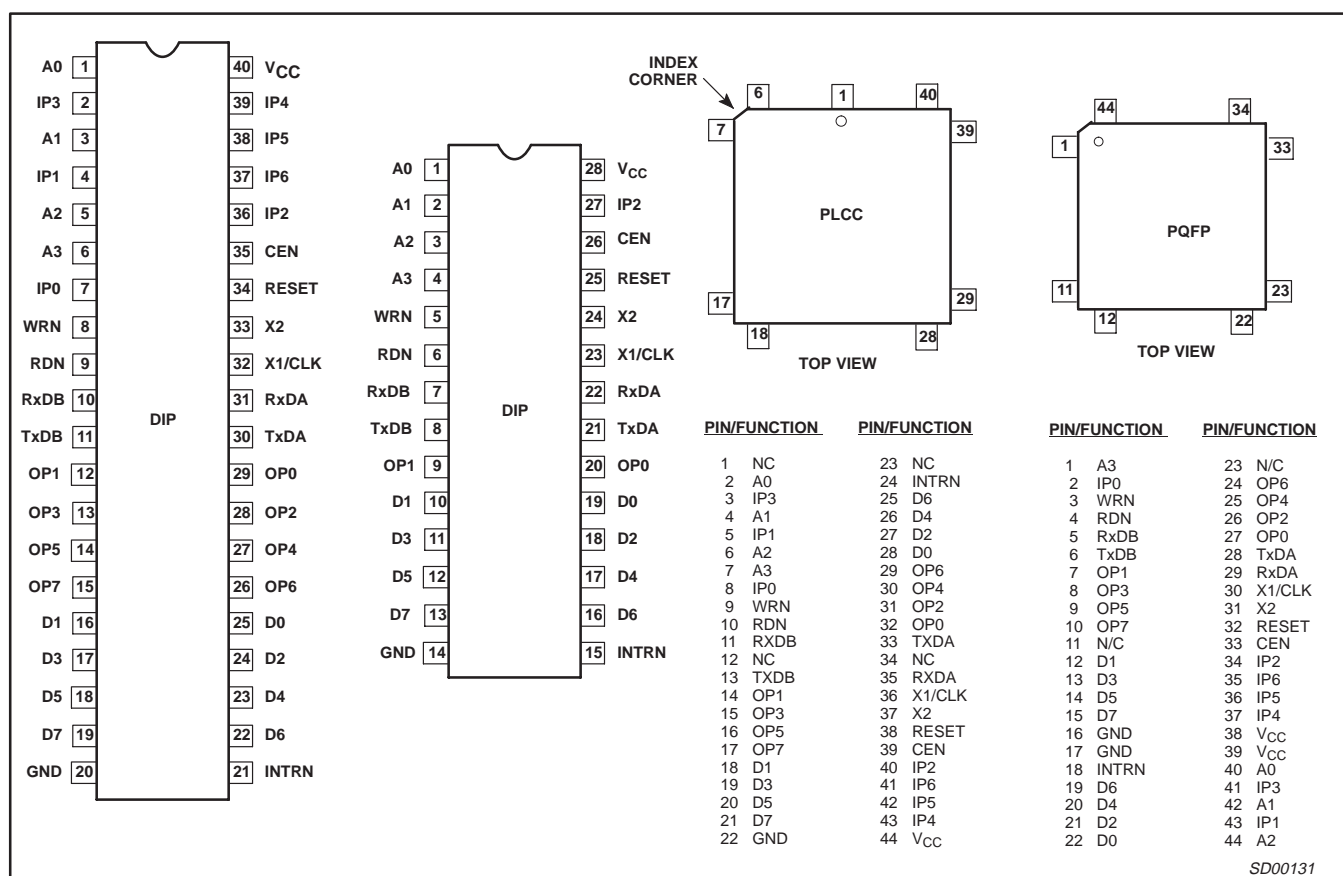 A0 1 40 VCC
IP3 2 39 IP4
A1 3 38 IP5
IP1 4 37 IP6
A2 5 36 IP2
A3 6 35 CEN
IP0 7 34 RESET
WRN 8 33 X2
RDN 9 32 X1/CLK
RxDB 10 31 RxDA
TxDB 11 30 TxDA
DIP
OP1 12 29 OP0
OP3 13 28 OP2
OP5 14 27 OP4
OP7 15 26 OP6
D1 16 25 D0
D3 17 24 D2
D5 18 23 D4
D7 19 22 D6
GND 20 21 INTRN
A0 1 28 VCC
A1 2 27 IP2
A2 3 26 CEN
A3 4 25 RESET
WRN 5 24 X2
RDN 6 23 X1/CLK
RxDB 7 22 RxDA
DIP
TxDB 8 21 TxDA
OP1 9 20 OP0
D1 10 19 D0
D3 11 18 D2
D5 12 17 D4
D7 13 16 D6
GND 14 15 INTRN
INDEX
CORNER
6 1 40
7 39
PLCC
17 29
18 28
TOP VIEW
PIN/FUNCTION PIN/FUNCTION
1 NC 23 NC
2 A0 24 INTRN
3 IP3 25 D6
4 A1 26 D4
5 IP1 27 D2
6 A2 28 D0
7 A3 29 OP6
8 IP0 30 OP4
9 WRN 31 OP2
10 RDN 32 OP0
11 RXDB 33 TXDA
12 NC 34 NC
13 TXDB 35 RXDA
14 OP1 36 X1/CLK
15 OP3 37 X2
16 OP5 38 RESET
17 OP7 39 CEN
18 D1 40 IP2
19 D3 41 IP6
20 D5 42 IP5
21 D7 43 IP4
22 GND 44 VCC
44 34
1 33
PQFP
11 23
12 22
TOP VIEW
PIN/FUNCTION PIN/FUNCTION
1 A3 23 N/C
2 IP0 24 OP6
3 WRN 25 OP4
4 RDN 26 OP2
5 RxDB 27 OP0
6 TxDB 28 TxDA
7 OP1 29 RxDA
8 OP3 30 X1/CLK
9 OP5 31 X2
10 OP7 32 RESET
11 N/C 33 CEN
12 D1 34 IP2
13 D3 35 IP6
14 D5 36 IP5
15 D7 37 IP4
16 GND 38 VCC
17 GND 39 VCC
18 INTRN 40 A0
19 D6 41 IP3
20 D4 42 A1
21 D2 43 IP1
22 D0 44 A2
SD00131